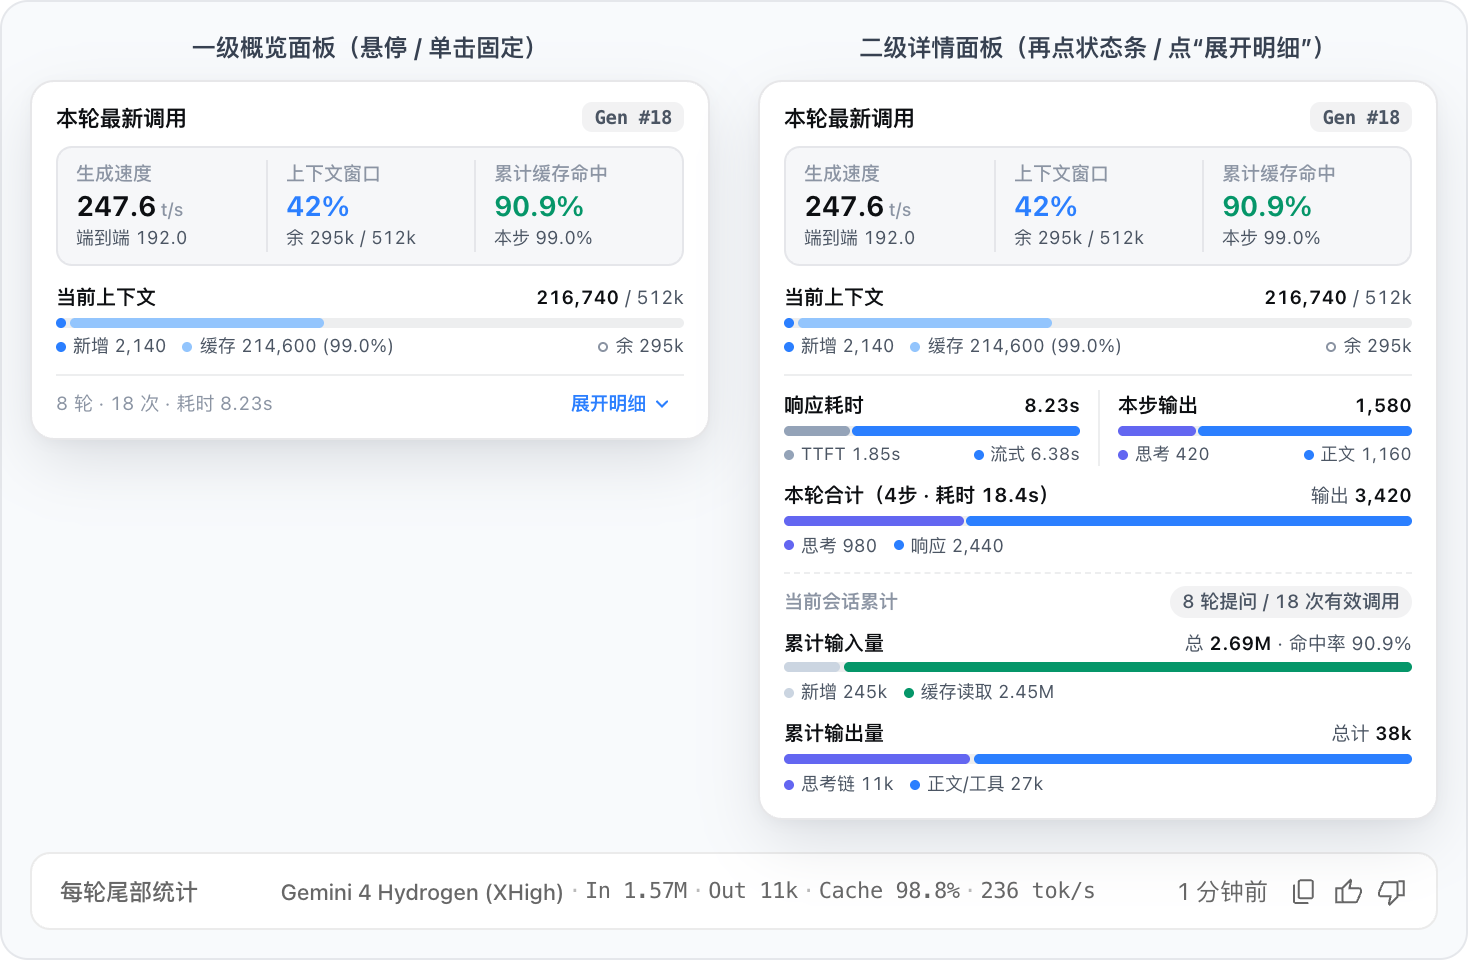 一级概览面板（悬停 / 单击固定）
本轮最新调用 Gen #18
生成速度 上下文窗口 累计缓存命中
247.6 t/s 42% 90.9%
端到端 192.0 余 295k / 512k 本步 99.0%
当前上下文 216,740 / 512k
新增 2,140 缓存 214,600 (99.0%) 余 295k
8 轮 · 18 次 · 耗时 8.23s 展开明细
二级详情面板（再点状态条 / 点“展开明细”）
本轮最新调用 Gen #18
生成速度 上下文窗口 累计缓存命中
247.6 t/s 42% 90.9%
端到端 192.0 余 295k / 512k 本步 99.0%
当前上下文 216,740 / 512k
新增 2,140 缓存 214,600 (99.0%) 余 295k
响应耗时 8.23s 本步输出 1,580
TTFT 1.85s 流式 6.38s 思考 420 正文 1,160
本轮合计（4步 · 耗时 18.4s） 输出 3,420
思考 980 响应 2,440
当前会话累计 8 轮提问 / 18 次有效调用
累计输入量 总 2.69M · 命中率 90.9%
新增 245k 缓存读取 2.45M
累计输出量 总计 38k
思考链 11k 正文/工具 27k
每轮尾部统计 Gemini 4 Hydrogen (XHigh) · In 1.57M · Out 11k · Cache 98.8% · 236 tok/s 1 分钟前